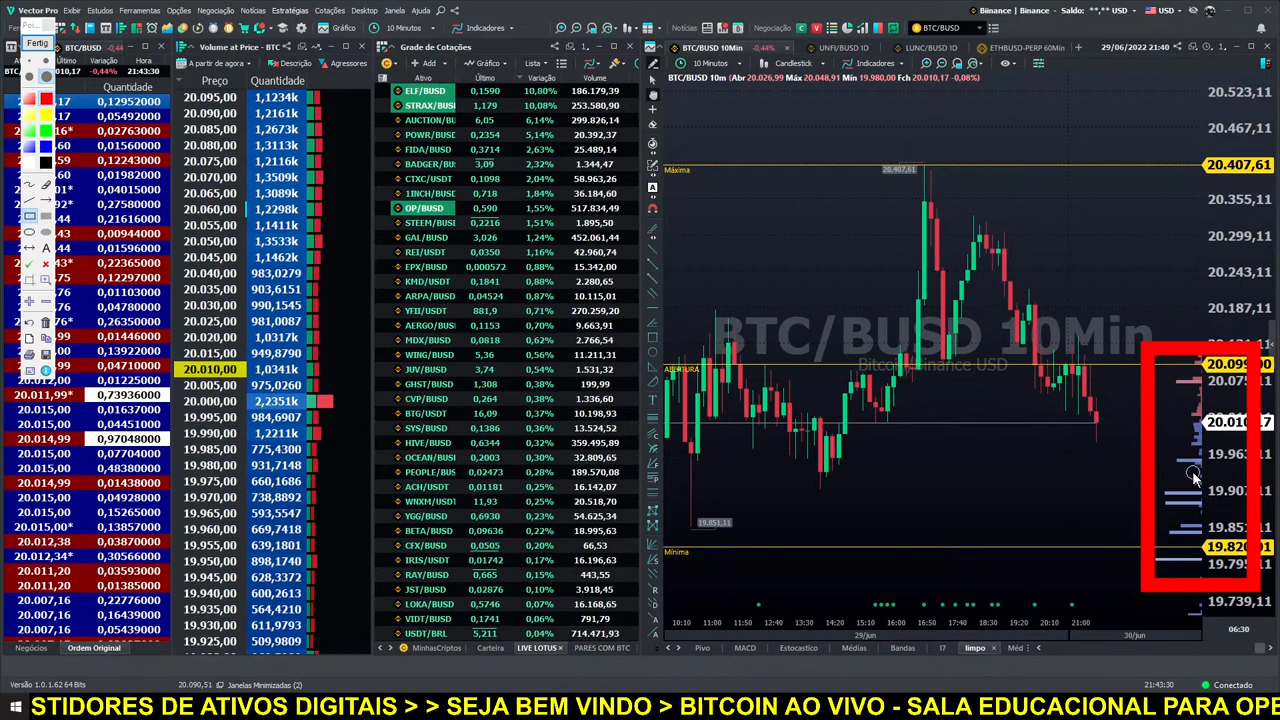 Vector Pro
Exibir
Estudos
Ferramentas
Opções
Negociação
Notícias
Estratégias
Cotações
Desktop
Janela
Ajuda
Biinance | Binance - Saldo: **,** USD
USD
Gráfico
10 Minuto
Indicadores
Notícias
Negociação
C
V
BTC/BUSD
Fertig
BTC/BUSD -0,44%
Volume at Price - BTC
Grade de Cotações
BTC/BUSD 10Min -0,44%
UNFI/BUSD 1D
LUNC/BUSD 1D
ETHBUSD-PERP 60Min
29/06/2022 21:40
Variação Hora
-0,44% 21:43:30
Quantidade
0,12952000
0,05492000
0,02763000
0,01560000
0,12243000
0,01982000
0,04015000
0,27580000
0,21616000
0,00944000
0,01596000
0,22365000
0,12297000
0,01103000
0,04780000
0,26350000
0,01446000
0,13922000
0,04710000
20.012,00 0,01225000
20.011,99* 0,73936000
20.015,00 0,01637000
20.015,00 0,04451000
20.014,99 0,97048000
20.015,00 0,07704000
20.015,00 0,48380000
20.014,99 0,01438000
20.015,00 0,04928000
20.015,00 0,15265000
20.015,00* 0,13857000
20.012,38 0,03870000
20.012,34* 0,30566000
20.011,20 0,03593000
20.011,20 0,01385000
20.007,16 0,22776000
20.007,16 0,16439000
20.007,16 0,05439000
Negócios
Ordem Original
A partir de agora
Descrição
Agressores
Preço Quantidade
20.095,00 1,1234k
20.090,00 1,2161k
20.085,00 1,2673k
20.080,00 1,3113k
20.075,00 1,2116k
20.070,00 1,3509k
20.065,00 1,3089k
20.060,00 1,2298k
20.055,00 1,1411k
20.050,00 1,3533k
20.045,00 1,1462k
20.040,00 983,0279
20.035,00 903,6151
20.030,00 990,1545
20.025,00 981,0087
20.020,00 943,5217
20.015,00 949,8790
20.010,00 1,0341k
20.005,00 975,0260
20.000,00 2,2351k
19.995,00 984,6907
19.990,00 1,2211k
19.985,00 775,4300
19.980,00 931,7148
19.975,00 783,7451
19.970,00 738,8892
19.965,00 751,5134
19.960,00 669,7418
19.955,00 639,1801
19.950,00 898,1740
19.945,00 628,3372
19.940,00 600,2613
19.935,00 610,9931
19.930,00 564,4210
19.925,00 509,9809
Gráfico
Lista
Ativo Último Variação Volume
ELF/BUSD 0,1590 10,80% 186.179,39
STRAX/BUSI 1,179 10,08% 253.580,90
AUCTION/BU 6,05 6,14% 299.826,14
POWR/BUSD 0,2354 5,14% 20.392,37
FIDA/BUSD 0,3714 2,63% 25.489,14
BADGER/BU: 3,09 2,32% 1.344,47
CTXC/BUSD 0,1098 2,04% 58.963,26
1INCH/BUSD 0,718 1,84% 36.184,60
OP/BUSD 0,590 1,55% 517.834,49
STEEM/BUSI 0,2216 1,51% 1.895,50
GAL/BUSD 3,026 1,24% 452.061,44
REI/USDT 0,0350 1,16% 42.960,74
EPX/BUSD 0,000572 0,88% 15.342,00
KMD/USDT 0,1841 0,88% 2.280,65
ARPA/BUSD 0,04524 0,87% 10.115,01
YFII/BUSD 881,9 0,71% 270.259,20
AERGO/BUSD 0,1153 0,70% 9.663,91
MDX/BUSD 0,0818 0,62% 2.766,54
WING/BUSD 5,36 0,56% 11.211,31
JUV/BUSD 3,74 0,54% 1.531,32
GHST/BUSD 1,308 0,38% 199,99
CVP/BUSD 0,264 0,38% 1.336,60
BTG/USDT 16,09 0,37% 10.198,93
SYS/BUSD 0,1386 0,36% 13.524,52
HIVE/BUSD 0,6344 0,32% 359.495,89
OCEAN/BUSD 0,2003 0,30% 32.809,65
PEOPLE/BUSD 0,02473 0,28% 189.570,08
ACH/USDT 0,01181 0,25% 16.142,07
WNXM/USDT 11,93 0,25% 20.518,70
YGG/BUSD 0,6930 0,23% 54.625,34
BETA/BUSD 0,09636 0,22% 18.995,63
CFX/BUSD 0,0505 0,20% 66,53
IRIS/USDT 0,01742 0,17% 16.196,63
RAY/BUSD 0,665 0,15% 443,55
JST/BUSD 0,02876 0,10% 3.918,45
LOKA/BUSD 0,5746 0,07% 16.168,65
VIDT/BUSD 0,1741 0,06% 791,79
USDT/BRL 5,211 0,04% 714.471,93
MinhasCriptos
Carteira
LIVE LOTUS
PARES COM BTC
10 Minuto
Candlestick
Indicadores
BTC/BUSD 10m (Abr 20.026,99 Máx 20.048,91 Mín 19.980,00 Fch 20.010,17 -0,08%)
20.523,11
20.467,11
20.407,61
Máxima
20.407,61
20.355,11
20.299,11
20.243,11
20.187,11
BTC/BUSD 10Min
Bitcoin/Binance USD
ABERTURA
19.851,11
Mínima
19.820,01
19.739,11
10:10 11:00 11:50 12:40 13:30 14:20 15:10 16:00 16:50 17:40 18:30 19:20 20:10 21:00
29/jun
30/jun
06:30
Pivo
MACD
Estocastico
Médias
Bandas
17
limpo
Méd
Versão 1.0.1.62 64 Bits
20.090,51
Janelas Minimizadas (2)
21:43:30
Conectado
STIDORES DE ATIVOS DIGITAIS > > SEJA BEM VINDO > BITCOIN AO VIVO - SALA EDUCACIONAL PARA OPE